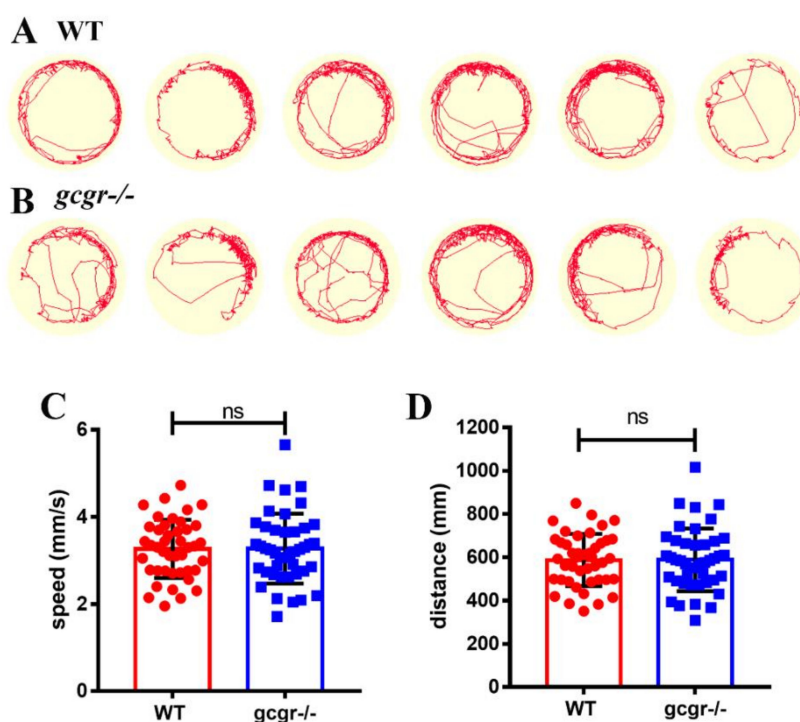 A WT
B gcgr-/-
C
6
4
2
0
speed (mm/s)
ns
WT
gcgr-/-
D
1200
1000
800
600
400
200
0
distance (mm)
ns
WT
gcgr-/-